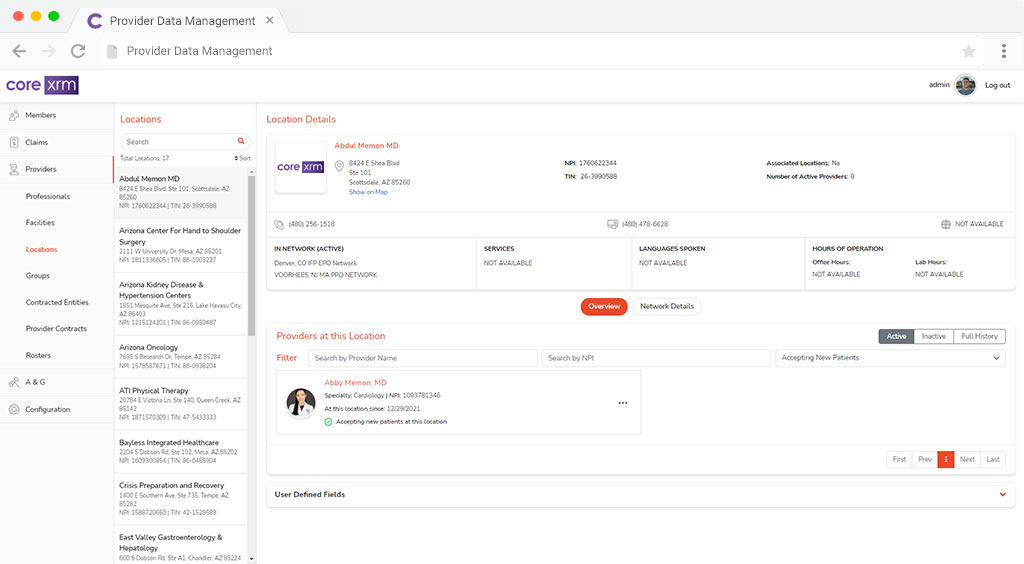 Provider Data Management
Provider Data Management
core xrm
admin
Log out
Members
Claims
Providers
Professionals
Facilities
Locations
Groups
Contracted Entities
Provider Contracts
Rosters
A & G
Configuration
Locations
Search
Total Locations: 17
Sort
Abdul Memon MD
8424 E Shea Blvd, Ste 101, Scottsdale, AZ
85260
NPI: 1760622344 | TIN: 26-3990588
Arizona Center For Hand to Shoulder
Surgery
2111 W University Dr, Mesa, AZ 85201
NPI: 1811336605 | TIN: 86-1003227
Arizona Kidney Disease &
Hypertension Centers
1851 Mesquite Ave, Ste 216, Lake Havasu City,
AZ 86403
NPI: 1215124201 | TIN: 86-0959487
Arizona Oncology
7695 S Research Dr, Tempe, AZ 85284
NPI: 1578587671 | TIN: 86-0938204
ATI Physical Therapy
20784 E Victoria Ln, Ste 140, Queen Creek, AZ
85142
NPI: 1871570309 | TIN: 47-5433333
Bayless Integrated Healthcare
2204 S Dobson Rd, Ste 102, Mesa, AZ 85202
NPI: 1609300854 | TIN: 86-0485904
Crisis Preparation and Recovery
1400 E Southern Ave, Ste 735, Tempe, AZ
85282
NPI: 1588720650 | TIN: 42-1528589
East Valley Gastroenterology &
Hepatology
600 S Dobson Rd, Ste A1, Chandler, AZ 85224
Location Details
core xrm
Abdul Memon MD
8424 E Shea Blvd
Ste 101
Scottsdale, AZ 85260
Show on Map
NPI: 1760622344
TIN: 26-3990588
Associated Locations: No
Number of Active Providers: 0
(480) 256-1518
(480) 478-6628
NOT AVAILABLE
IN NETWORK (ACTIVE)
Denver, CO IFP EPO Network
VOORHEES, NJ MA PPO NETWORK
SERVICES
NOT AVAILABLE
LANGUAGES SPOKEN
NOT AVAILABLE
HOURS OF OPERATION
Office Hours:
NOT AVAILABLE
Lab Hours:
NOT AVAILABLE
Overview
Network Details
Providers at this Location
Active
Inactive
Full History
Filter
Search by Provider Name
Search by NPI
Accepting New Patients
Abby Memon, MD
Specialty: Cardiology | NPI: 1093781346
At this location since: 12/29/2021
Accepting new patients at this location
First
Prev
1
Next
Last
User Defined Fields